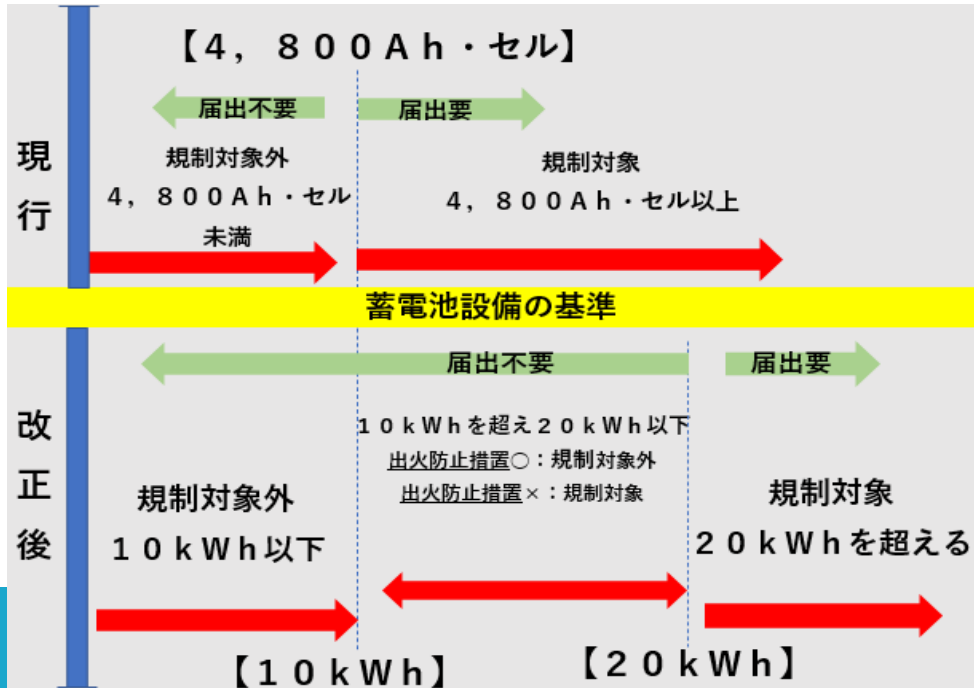 【４，８００Ａｈ・セル】
届出不要
届出要
現行
規制対象外
４，８００Ａｈ・セル
未満
規制対象
４，８００Ａｈ・セル以上
蓄電池設備の基準
届出不要
届出要
改正後
１０ｋＷｈを超え２０ｋＷｈ以下
出火防止措置○：規制対象外
出火防止措置×：規制対象
規制対象外
１０ｋＷｈ以下
規制対象
２０ｋＷｈを超える
【１０ｋＷｈ】
【２０ｋＷｈ】